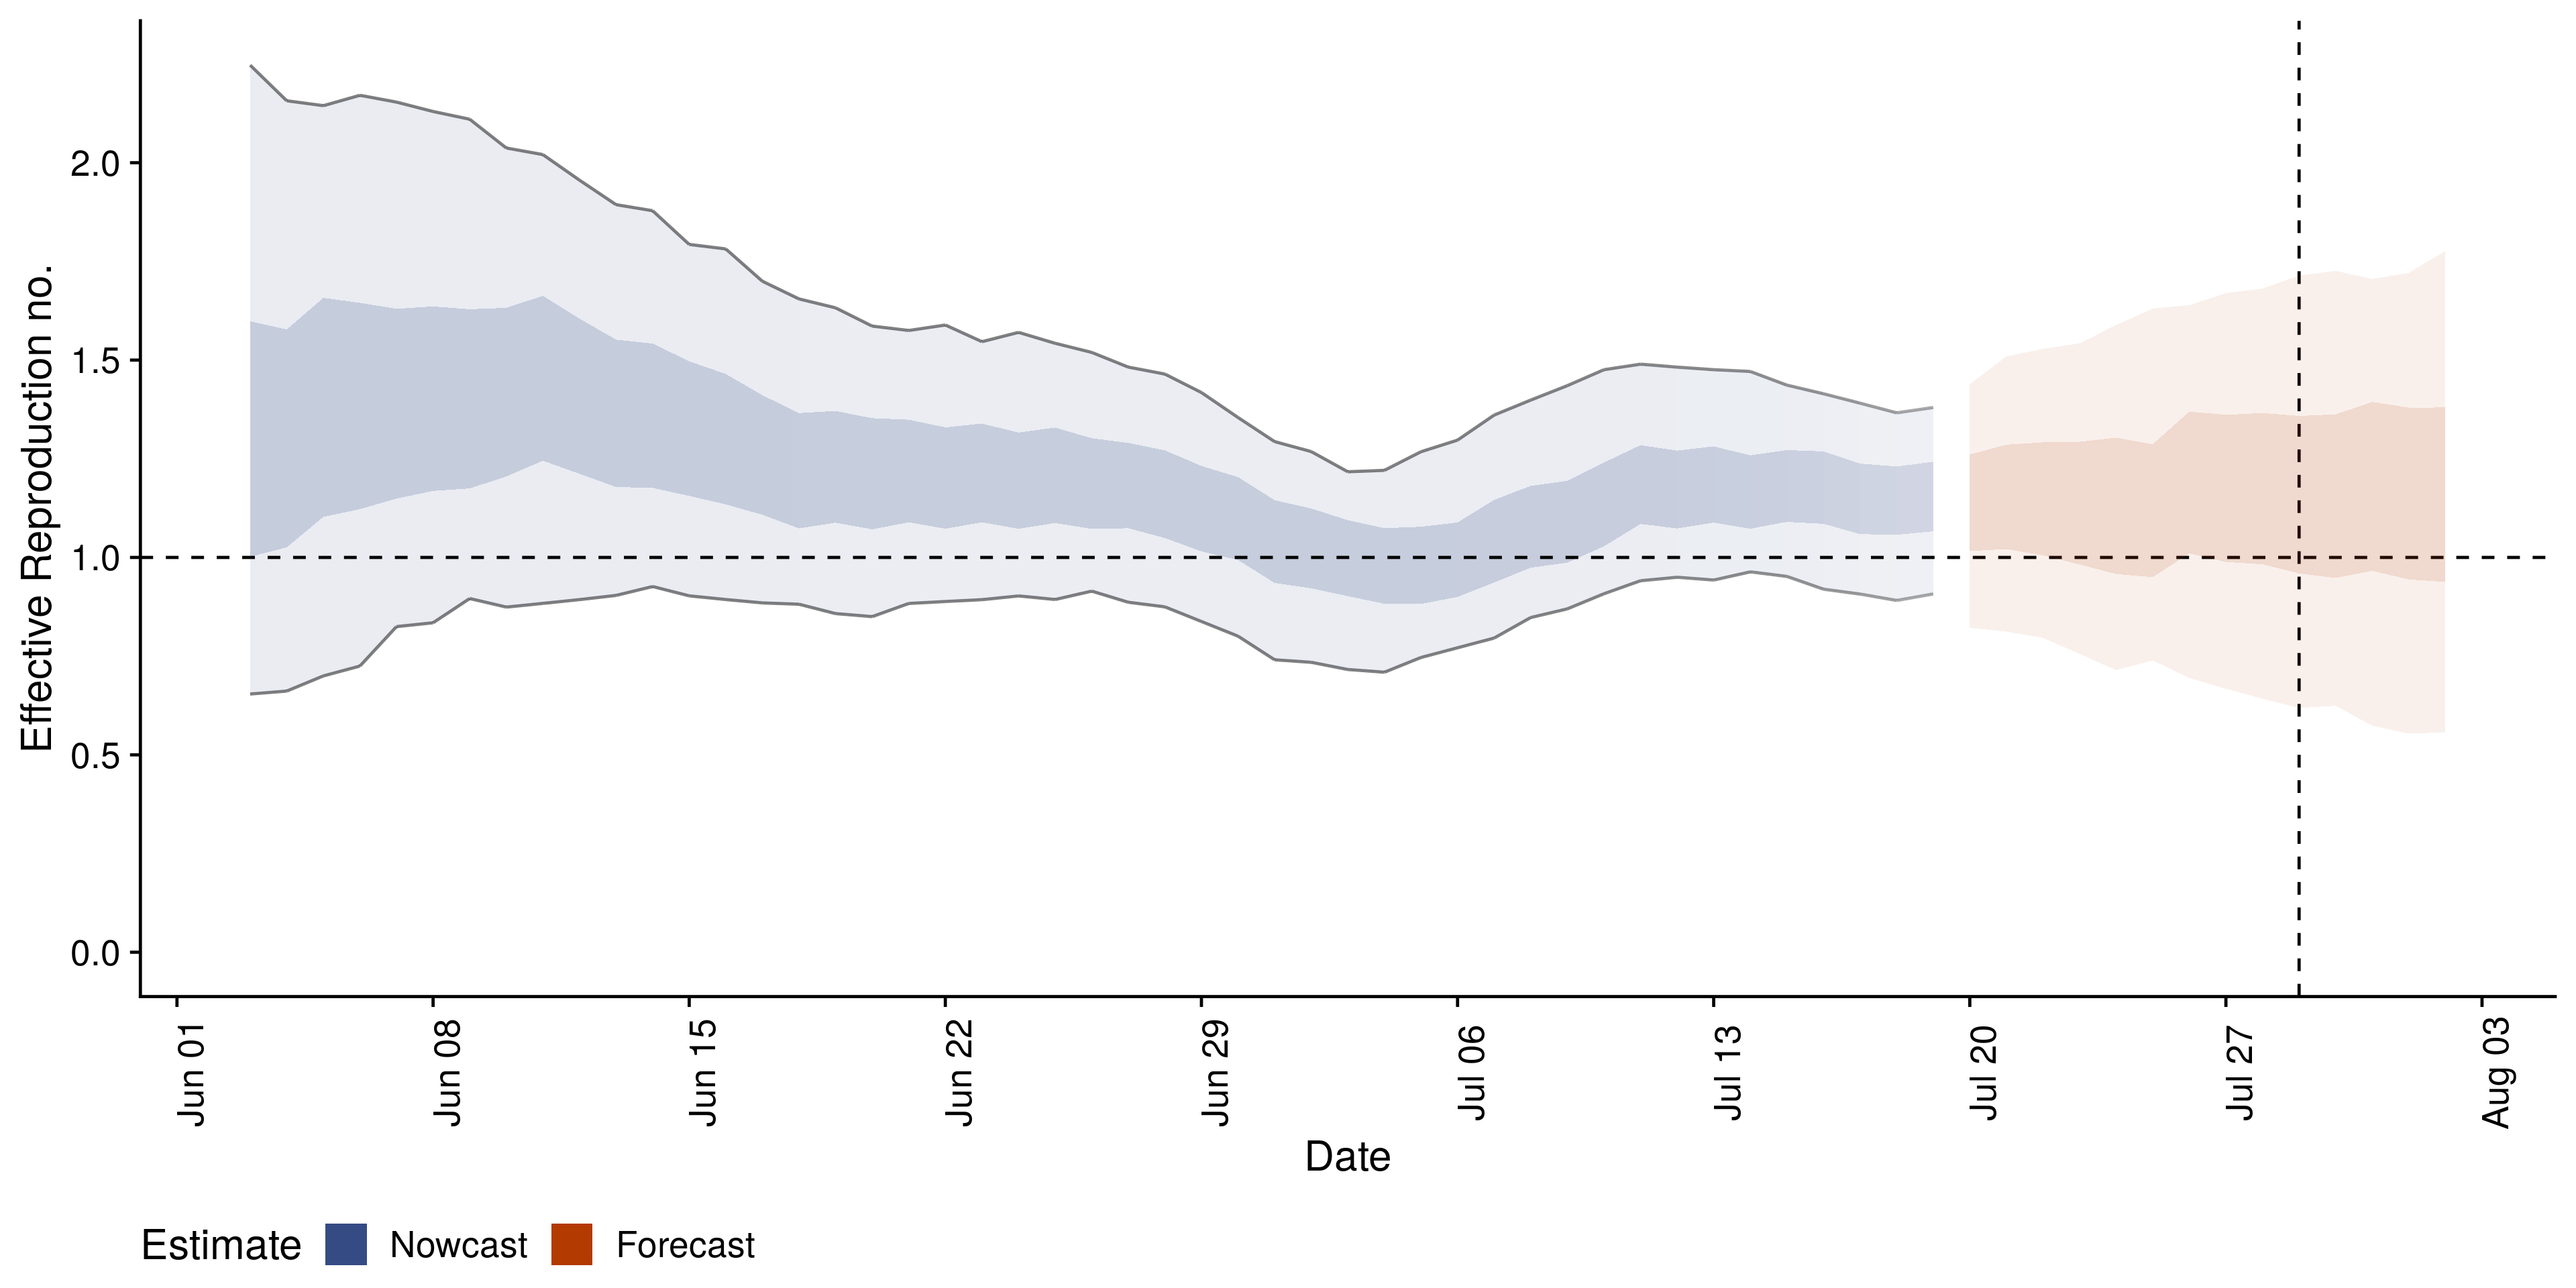 Effective Reproduction no.
2.0
1.5
1.0
0.5
0.0
Jun 01
Jun 08
Jun 15
Jun 22
Jun 29
Jul 06
Jul 13
Jul 20
Jul 27
Aug 03
Date
Estimate Nowcast Forecast